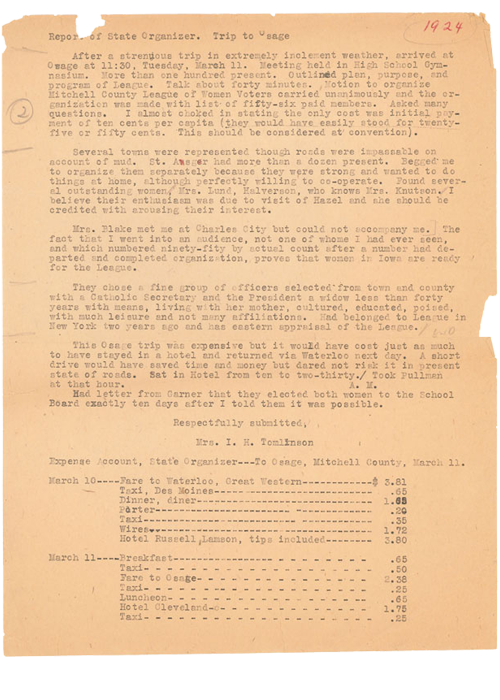 1924
Report of State Organizer. Trip to Osage
After a strenuous trip in extremely inclement weather, arrived at
Owage at 11:30, Tuesday, March 11. Meeting held in High School Gym-
nasium. More than one hundred present. Outlined plan, purpose, and
program of League. Talk about forty minutes. Motion to organise
Mitchell County League of Women Voters carried unanimously and the or-
ganization was made with list of fifty-six paid members. Asked many
questions. I almost choked in stating the only cost was initial pay-
ment of ten cents per capita (they would have easily stood for twenty-
five or fifty cents. This should be considered at convention).
2
Several towns were represented though roads were impassable on
account of mud. St. Ansgar had more than a dozen present. Begged me
to organize them separately because they were strong and wanted to do
things at home, although perfectly willing to co-operate. Found sever-
al outstanding women/ Mrs. Lund, Halverson, who knows Mrs. Knutson./ I
believe their enthusiasm was due to visit of Hazel and she should be
credited with arousing their interest.
Mrs. Blake met me at Charles City but could not accompany me. The
fact that I went into an audience, not one of whome I had ever seen,
and which numbered ninety-fity by actual count after a number had de-
parted and completed organization, proves that women in Iowa are ready
for the League.
They chose a fine group of officers selected from town and county
with a Catholic Secretary and the President a widow less than forty
years with means, living with her mother, cultured, educated, poised,
with much leisure and not many affiliations. Had belonged to League in
New York two years ago and has eastern appraisal of the League./
This Osage trip was expensive but it would have cost just as much
to have stayed in a hotel and returned via Waterloo next day. A short
drive would have saved time and money but dared not risk it in present
state of roads. Sat in Hotel from ten to two-thirty./ Took Pullman
at that hour. A. M.
Had letter from Garner that they elected both women to the School
Board exactly ten days after I told them it was possible.
Respectfully submitted,
Mrs. I. H. Tomlinson
Expense Account, State Organizer---To Osage, Mitchell County, March 11.
March 10----Fare to Waterloo, Great Western------------$ 3.81
Taxi, Des Moines------------------------ .65
Dinner, diner--------------------------- 1.65
Porter---------------------------------- .20
Taxi------------------------------------ .35
Wires----------------------------------- 1.72
Hotel Russell Lamson, tips included------- 3.80
March 11----Breakfast------------------------------- .65
Taxi- - - - - - - - - - - - - - - - - - .50
Fare to Osage- - - - - - - - - - - - - 2.38
Taxi- - - - - - - - - - - - - - - - - - .25
Luncheon- - - - - - - - - - - - - - - - .65
Hotel Cleveland- - - - - - - - - - - - 1.75
Taxi- - - - - - - - - - - - - - - - - - .25